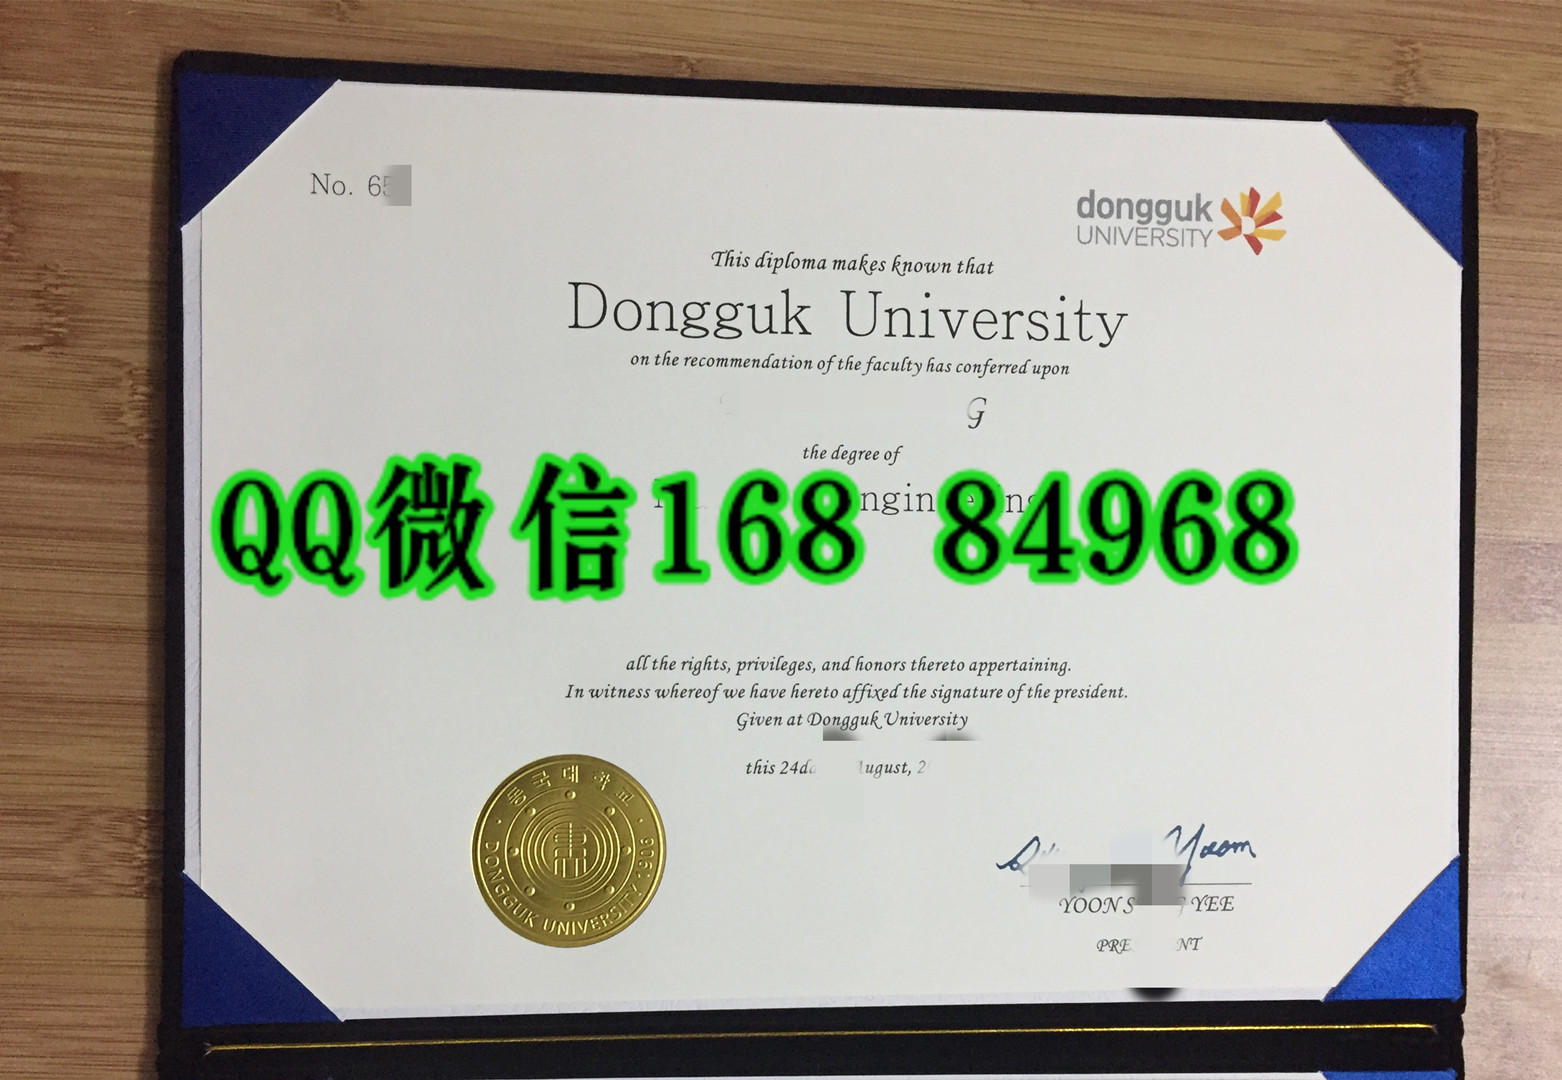 No. 65
dongguk
UNIVERSITY
This diploma makes known that
Dongguk University
on the recommendation of the faculty has conferred upon
G
the degree of
QQ微信168 84968
all the rights, privileges, and honors thereto appertaining.
In witness whereof we have hereto affixed the signature of the president.
Given at Dongguk University
this 24
동국대학교
DONGGUK UNIVERSITY 1906
Yoon
YOON S YEE